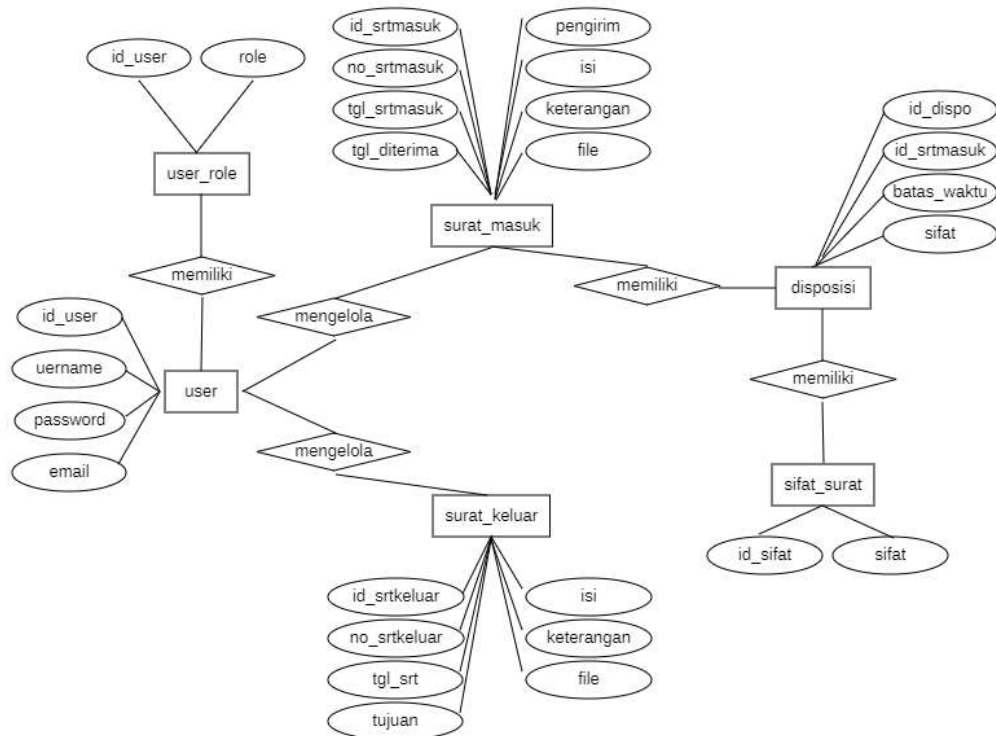 id_user
role
user_role
memiliki
id_srtmasuk
no_srtmasuk
tgl_srtmasuk
tgl_diterima
pengirim
isi
keterangan
file
surat_masuk
id_dispo
id_srtmasuk
batas_waktu
sifat
disposisi
memiliki
mengelola
id_user
uername
password
email
user
mengelola
memiliki
sifat_surat
id_sifat
sifat
surat_keluar
id_srtkeluar
no_srtkeluar
tgl_srt
tujuan
isi
keterangan
file